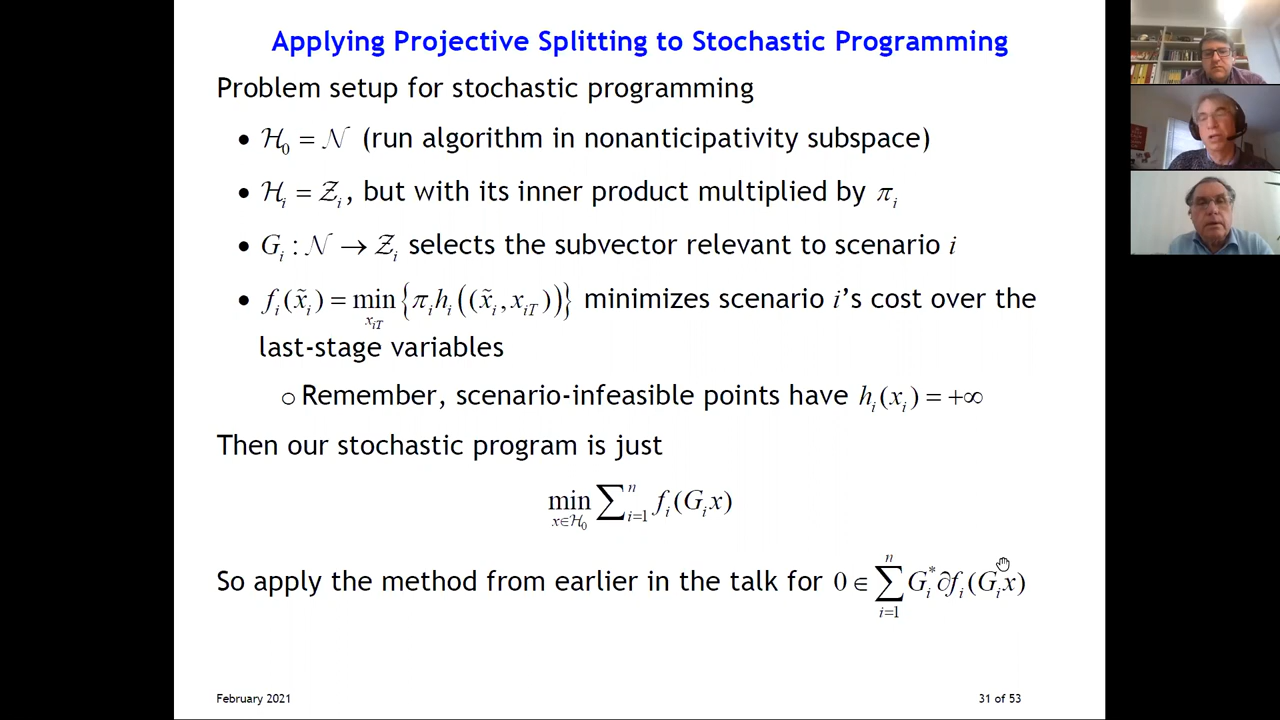 Applying Projective Splitting to Stochastic Programming
Problem setup for stochastic programming
• ℋ₀ = 𝒩 (run algorithm in nonanticipativity subspace)
• ℋᵢ = 𝒵ᵢ, but with its inner product multiplied by πᵢ
• Gᵢ : 𝒩 → 𝒵ᵢ selects the subvector relevant to scenario i
• fᵢ(x̃ᵢ) = min_{x_{iT}} {πᵢhᵢ((x̃ᵢ, x_{iT}))} minimizes scenario i’s cost over the
last-stage variables
○ Remember, scenario-infeasible points have hᵢ(xᵢ) = +∞
Then our stochastic program is just
min_{x∈ℋ₀} ∑_{i=1}^{n} fᵢ(Gᵢx)
So apply the method from earlier in the talk for 0 ∈ ∑_{i=1}^{n} Gᵢ*∂fᵢ(Gᵢx)
February 2021
31 of 53